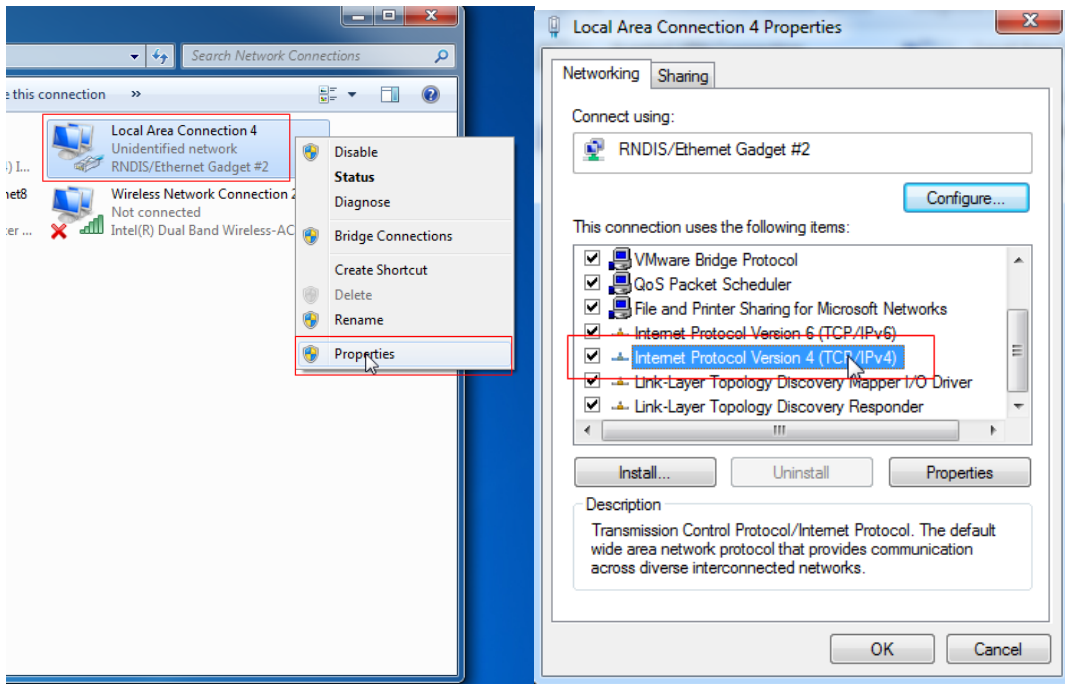 Search Network Connections
e this connection »
Local Area Connection 4
Unidentified network
RNDIS/Ethernet Gadget #2
) I...
net8
Wireless Network Connection 2
Not connected
ter ...
Intel(R) Dual Band Wireless-AC
Disable
Status
Diagnose
Bridge Connections
Create Shortcut
Delete
Rename
Properties
Local Area Connection 4 Properties
Networking
Sharing
Connect using:
RNDIS/Ethernet Gadget #2
Configure...
This connection uses the following items:
VMware Bridge Protocol
QoS Packet Scheduler
File and Printer Sharing for Microsoft Networks
Internet Protocol Version 6 (TCP/IPv6)
Internet Protocol Version 4 (TCP/IPv4)
Link-Layer Topology Discovery Mapper I/O Driver
Link-Layer Topology Discovery Responder
Install...
Uninstall
Properties
Description
Transmission Control Protocol/Internet Protocol. The default
wide area network protocol that provides communication
across diverse interconnected networks.
OK
Cancel